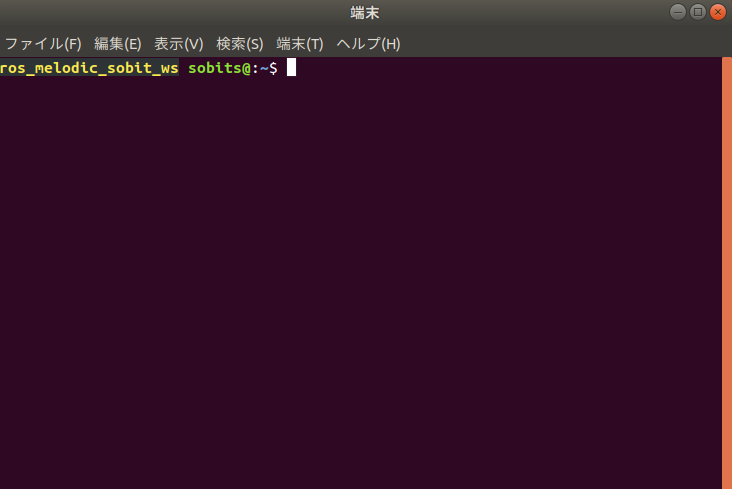 端末
ファイル(F) 編集(E) 表示(V) 検索(S) 端末(T) ヘルプ(H)
ros_melodic_sobit_ws sobits@:~$